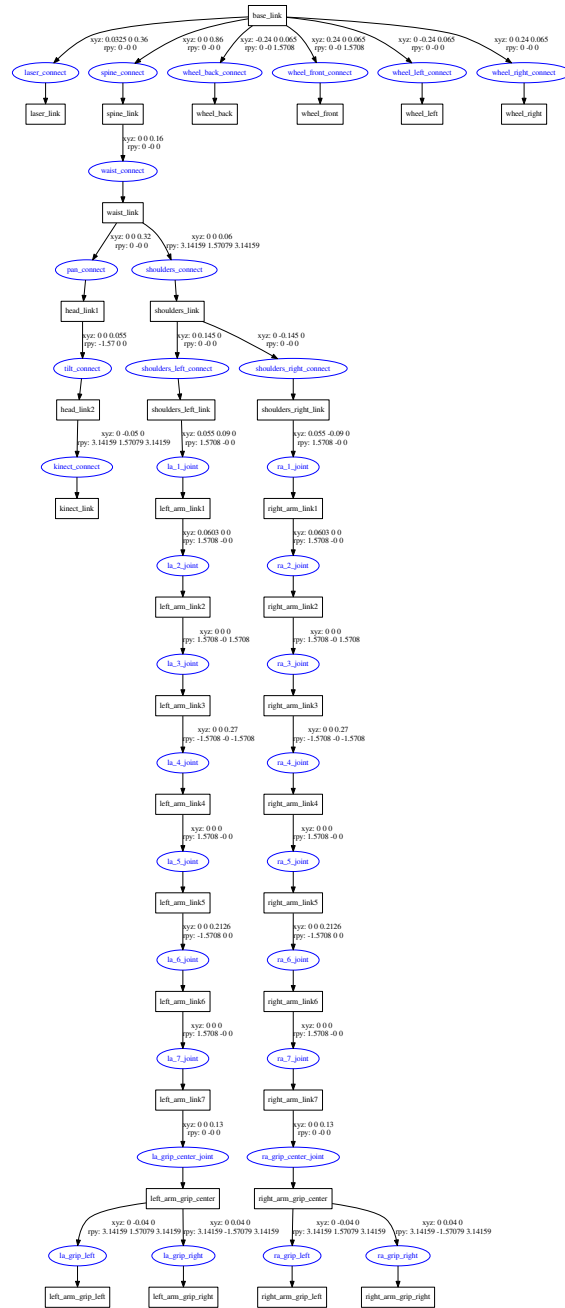 base_link
xyz: 0.0325 0 0.36
rpy: 0 -0 0
xyz: 0 0 0.86
rpy: 0 -0 0
xyz: -0.24 0 0.065
rpy: 0 -0 1.5708
xyz: 0.24 0 0.065
rpy: 0 -0 1.5708
xyz: 0 -0.24 0.065
rpy: 0 -0 0
xyz: 0 0.24 0.065
rpy: 0 -0 0
laser_connect
spine_connect
wheel_back_connect
wheel_front_connect
wheel_left_connect
wheel_right_connect
laser_link
spine_link
wheel_back
wheel_front
wheel_left
wheel_right
xyz: 0 0 0.16
rpy: 0 -0 0
waist_connect
waist_link
xyz: 0 0 0.32
rpy: 0 -0 0
xyz: 0 0 0.06
rpy: 3.14159 1.57079 3.14159
pan_connect
shoulders_connect
head_link1
shoulders_link
xyz: 0 0 0.055
rpy: -1.57 0 0
xyz: 0 0.145 0
rpy: 0 -0 0
xyz: 0 -0.145 0
rpy: 0 -0 0
tilt_connect
shoulders_left_connect
shoulders_right_connect
head_link2
shoulders_left_link
shoulders_right_link
xyz: 0 -0.05 0
rpy: 3.14159 1.57079 3.14159
xyz: 0.055 0.09 0
rpy: 1.5708 -0 0
xyz: 0.055 -0.09 0
rpy: 1.5708 -0 0
kinect_connect
la_1_joint
ra_1_joint
kinect_link
left_arm_link1
right_arm_link1
xyz: 0.0603 0 0
rpy: 1.5708 -0 0
xyz: 0.0603 0 0
rpy: 1.5708 -0 0
la_2_joint
ra_2_joint
left_arm_link2
right_arm_link2
xyz: 0 0 0
rpy: 1.5708 -0 1.5708
xyz: 0 0 0
rpy: 1.5708 -0 1.5708
la_3_joint
ra_3_joint
left_arm_link3
right_arm_link3
xyz: 0 0 0.27
rpy: -1.5708 -0 -1.5708
xyz: 0 0 0.27
rpy: -1.5708 -0 -1.5708
la_4_joint
ra_4_joint
left_arm_link4
right_arm_link4
xyz: 0 0 0
rpy: 1.5708 -0 0
xyz: 0 0 0
rpy: 1.5708 -0 0
la_5_joint
ra_5_joint
left_arm_link5
right_arm_link5
xyz: 0 0 0.2126
rpy: -1.5708 0 0
xyz: 0 0 0.2126
rpy: -1.5708 0 0
la_6_joint
ra_6_joint
left_arm_link6
right_arm_link6
xyz: 0 0 0
rpy: 1.5708 -0 0
xyz: 0 0 0
rpy: 1.5708 -0 0
la_7_joint
ra_7_joint
left_arm_link7
right_arm_link7
xyz: 0 0 0.13
rpy: 0 -0 0
xyz: 0 0 0.13
rpy: 0 -0 0
la_grip_center_joint
ra_grip_center_joint
left_arm_grip_center
right_arm_grip_center
xyz: 0 -0.04 0
rpy: 3.14159 1.57079 3.14159
xyz: 0 0.04 0
rpy: 3.14159 -1.57079 3.14159
xyz: 0 -0.04 0
rpy: 3.14159 1.57079 3.14159
xyz: 0 0.04 0
rpy: 3.14159 -1.57079 3.14159
la_grip_left
la_grip_right
ra_grip_left
ra_grip_right
left_arm_grip_left
left_arm_grip_right
right_arm_grip_left
right_arm_grip_right